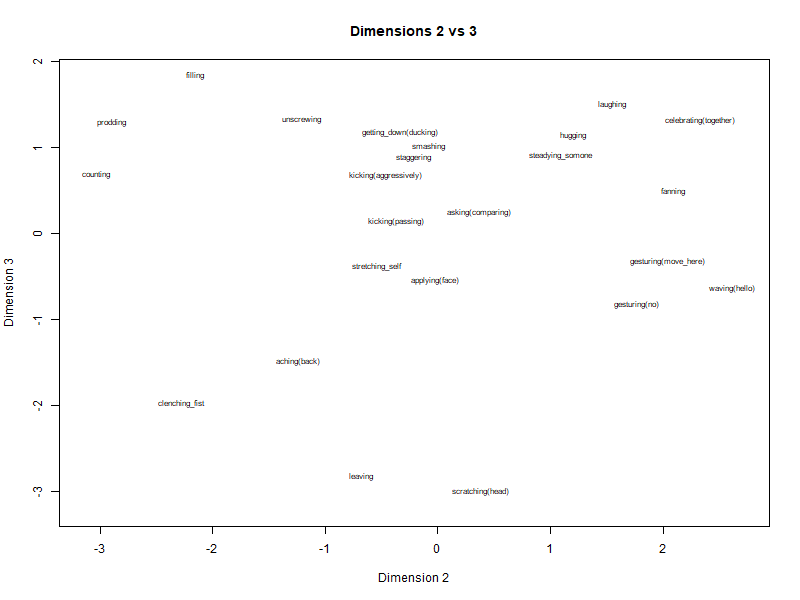 Dimensions 2 vs 3
filling
laughing
prodding
unscrewing
celebrating(together)
getting_down(ducking)
hugging
smashing
staggering
steadying_somone
counting
kicking(aggressively)
fanning
asking(comparing)
kicking(passing)
gesturing(move_here)
stretching_self
applying(face)
waving(hello)
gesturing(no)
aching(back)
clenching_fist
leaving
scratching(head)
2
1
0
-1
-2
-3
Dimension 3
-3
-2
-1
0
1
2
Dimension 2